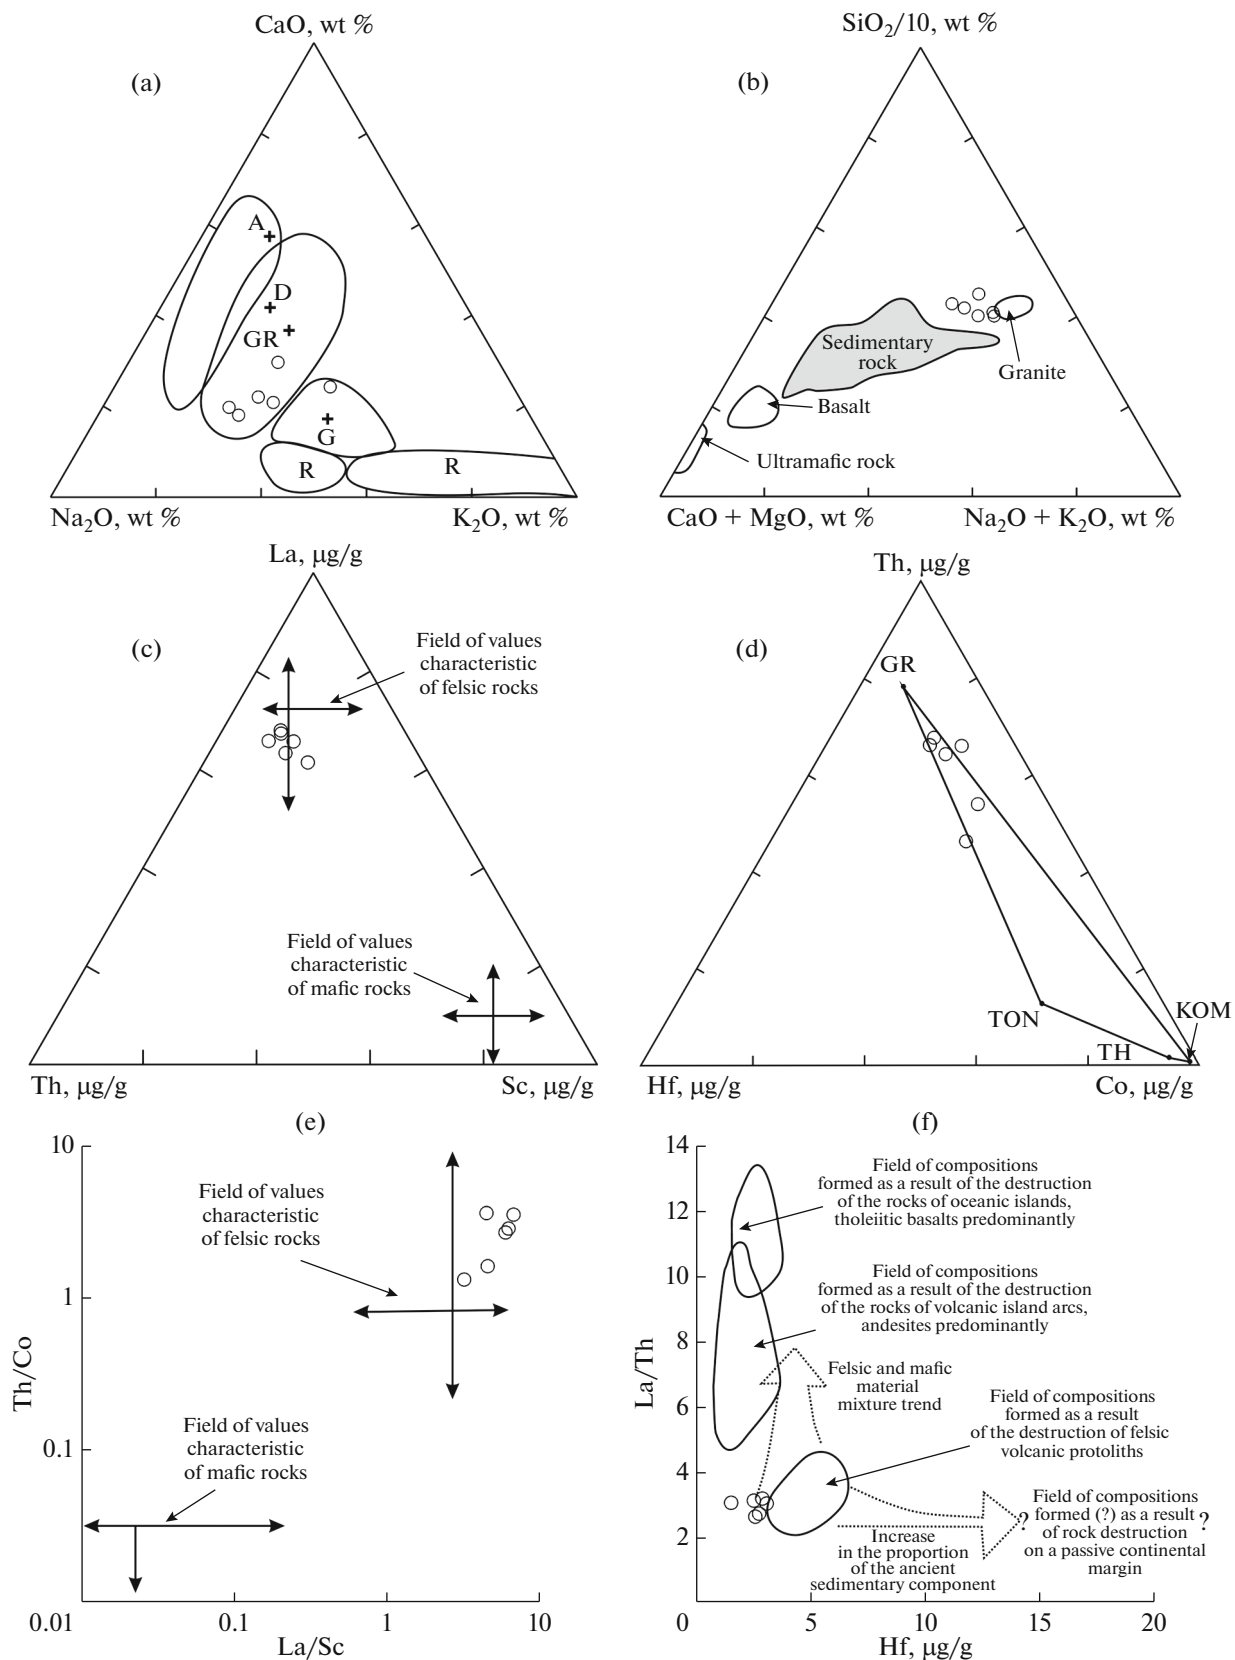 CaO, wt %
(a)
A
D
GR
G
R
R
Na₂O, wt %
K₂O, wt %
SiO₂/10, wt %
(b)
Sedimentary
rock
Granite
Basalt
Ultramafic rock
CaO + MgO, wt %
Na₂O + K₂O, wt %
La, μg/g
(c)
Field of values
characteristic
of felsic rocks
Field of values
characteristic
of mafic rocks
Th, μg/g
Sc, μg/g
Th, μg/g
(d)
GR
TON
TH
KOM
Hf, μg/g
Co, μg/g
(e)
10
1
0.1
0.01
0.1
1
10
Th/Co
La/Sc
Field of values
characteristic
of felsic rocks
Field of values
characteristic
of mafic rocks
(f)
14
12
10
8
6
4
2
0
5
10
15
20
La/Th
Hf, μg/g
Field of compositions
formed as a result of the destruction
of the rocks of oceanic islands,
tholeiitic basalts predominantly
Field of compositions
formed as a result of the destruction
of the rocks of volcanic island arcs,
andesites predominantly
Felsic and mafic
material
mixture trend
Field of compositions
formed as a result
of the destruction of felsic
volcanic protoliths
Increase
in the proportion
of the ancient
sedimentary component
Field of compositions
formed (?) as a result
? of rock destruction ?
on a passive continental
margin